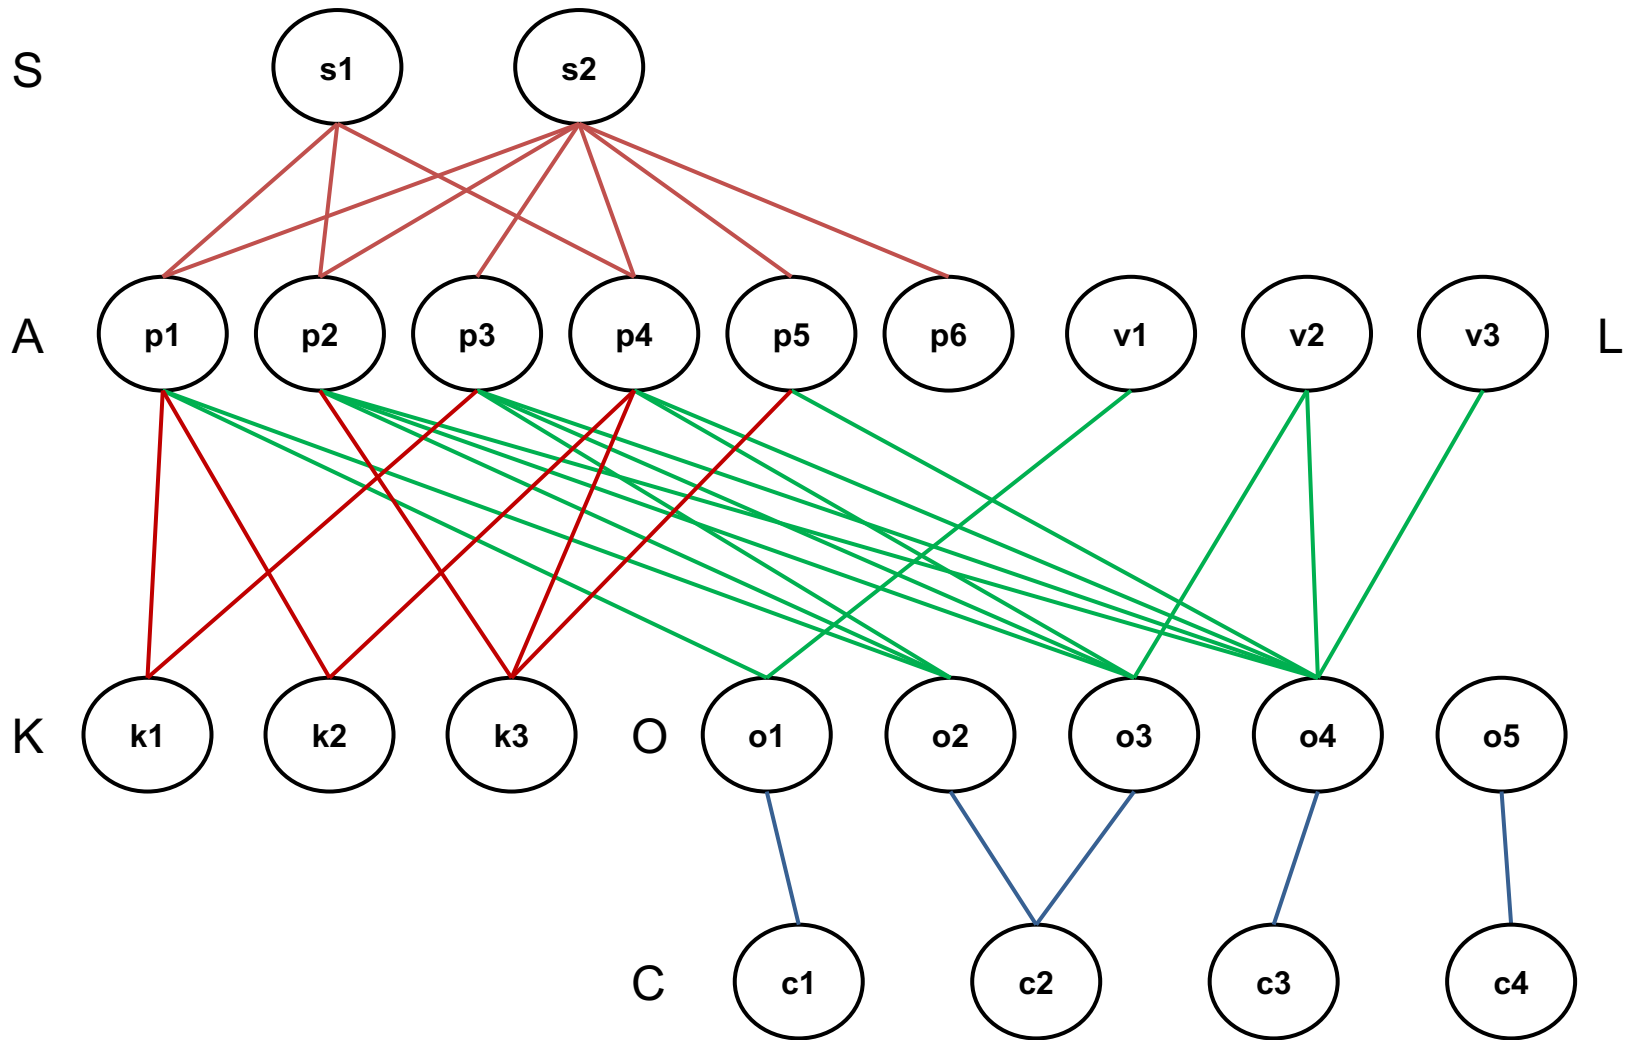 S s1 s2
A p1 p2 p3 p4 p5 p6 v1 v2 v3 L
K k1 k2 k3 O o1 o2 o3 o4 o5
C c1 c2 c3 c4